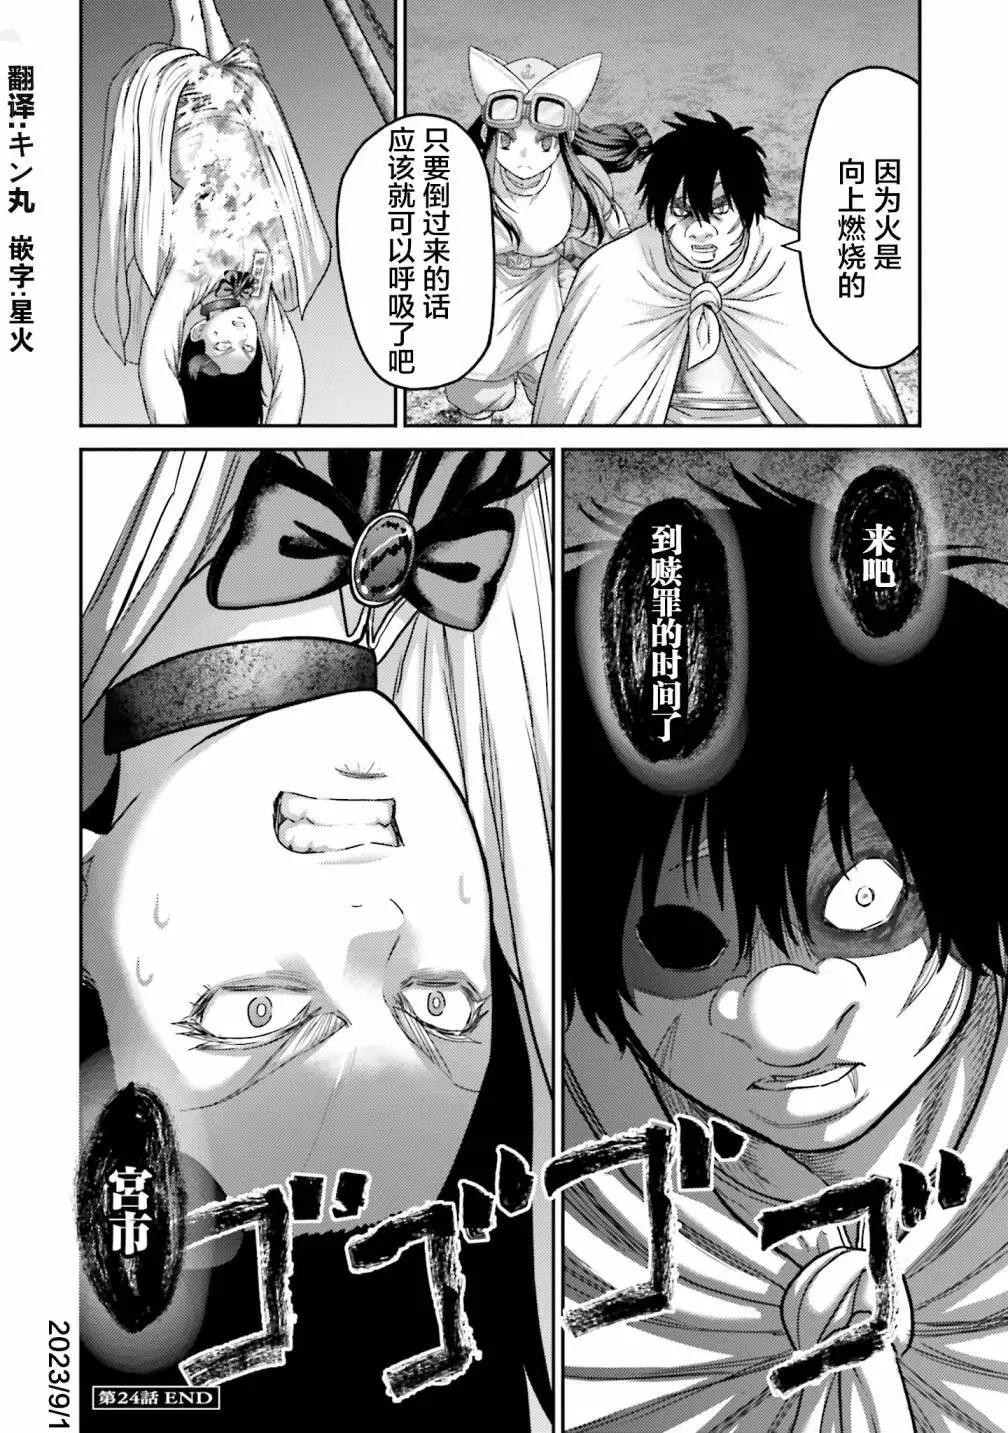 因为火是
向上燃烧的
只要倒过来的话
应该就可以呼吸了吧
来吧
到赎罪的时间了
宮市
ゴゴゴゴ
第24話 END
翻译:キン丸 嵌字:星火
2023/9/1